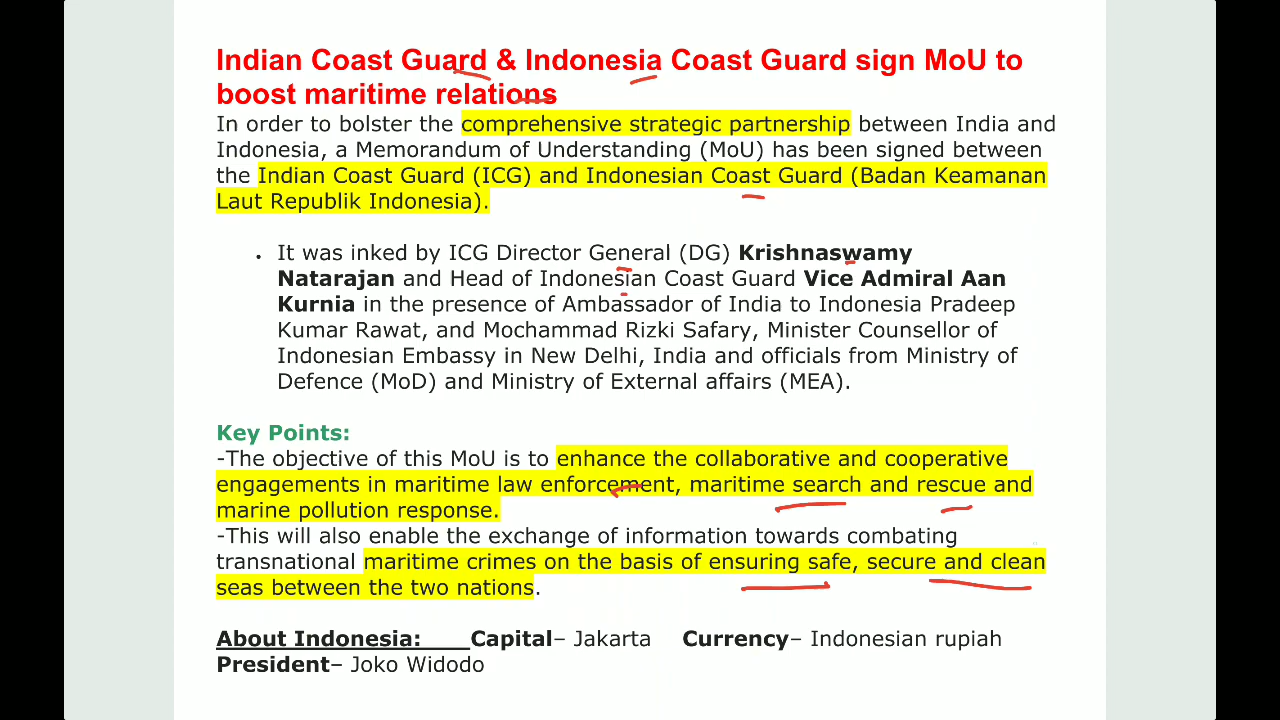 Indian Coast Guard & Indonesia Coast Guard sign MoU to
boost maritime relations
In order to bolster the comprehensive strategic partnership between India and
Indonesia, a Memorandum of Understanding (MoU) has been signed between
the Indian Coast Guard (ICG) and Indonesian Coast Guard (Badan Keamanan
Laut Republik Indonesia).
• It was inked by ICG Director General (DG) Krishnaswamy
Natarajan and Head of Indonesian Coast Guard Vice Admiral Aan
Kurnia in the presence of Ambassador of India to Indonesia Pradeep
Kumar Rawat, and Mochammad Rizki Safary, Minister Counsellor of
Indonesian Embassy in New Delhi, India and officials from Ministry of
Defence (MoD) and Ministry of External affairs (MEA).
Key Points:
-The objective of this MoU is to enhance the collaborative and cooperative
engagements in maritime law enforcement, maritime search and rescue and
marine pollution response.
-This will also enable the exchange of information towards combating
transnational maritime crimes on the basis of ensuring safe, secure and clean
seas between the two nations.
About Indonesia: Capital– Jakarta Currency– Indonesian rupiah
President– Joko Widodo